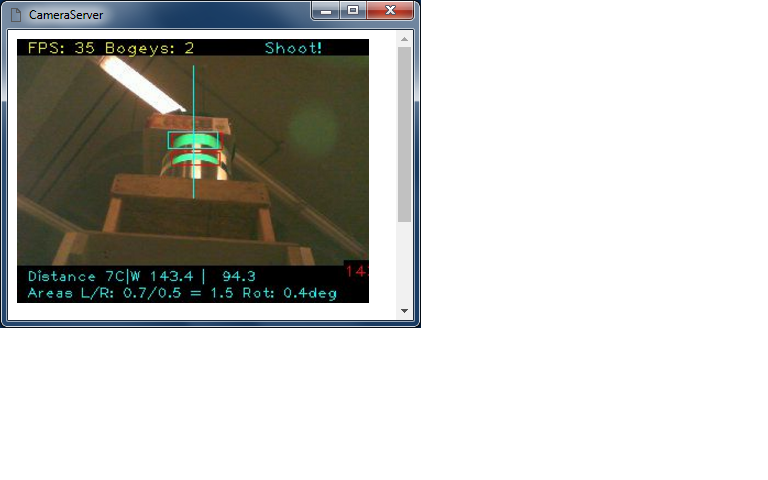 CameraServer
FPS: 35 Bogeys: 2 Shoot!
Distance 7C|W 143.4 | 94.3
Areas L/R: 0.7/0.5 = 1.5 Rot: 0.4deg